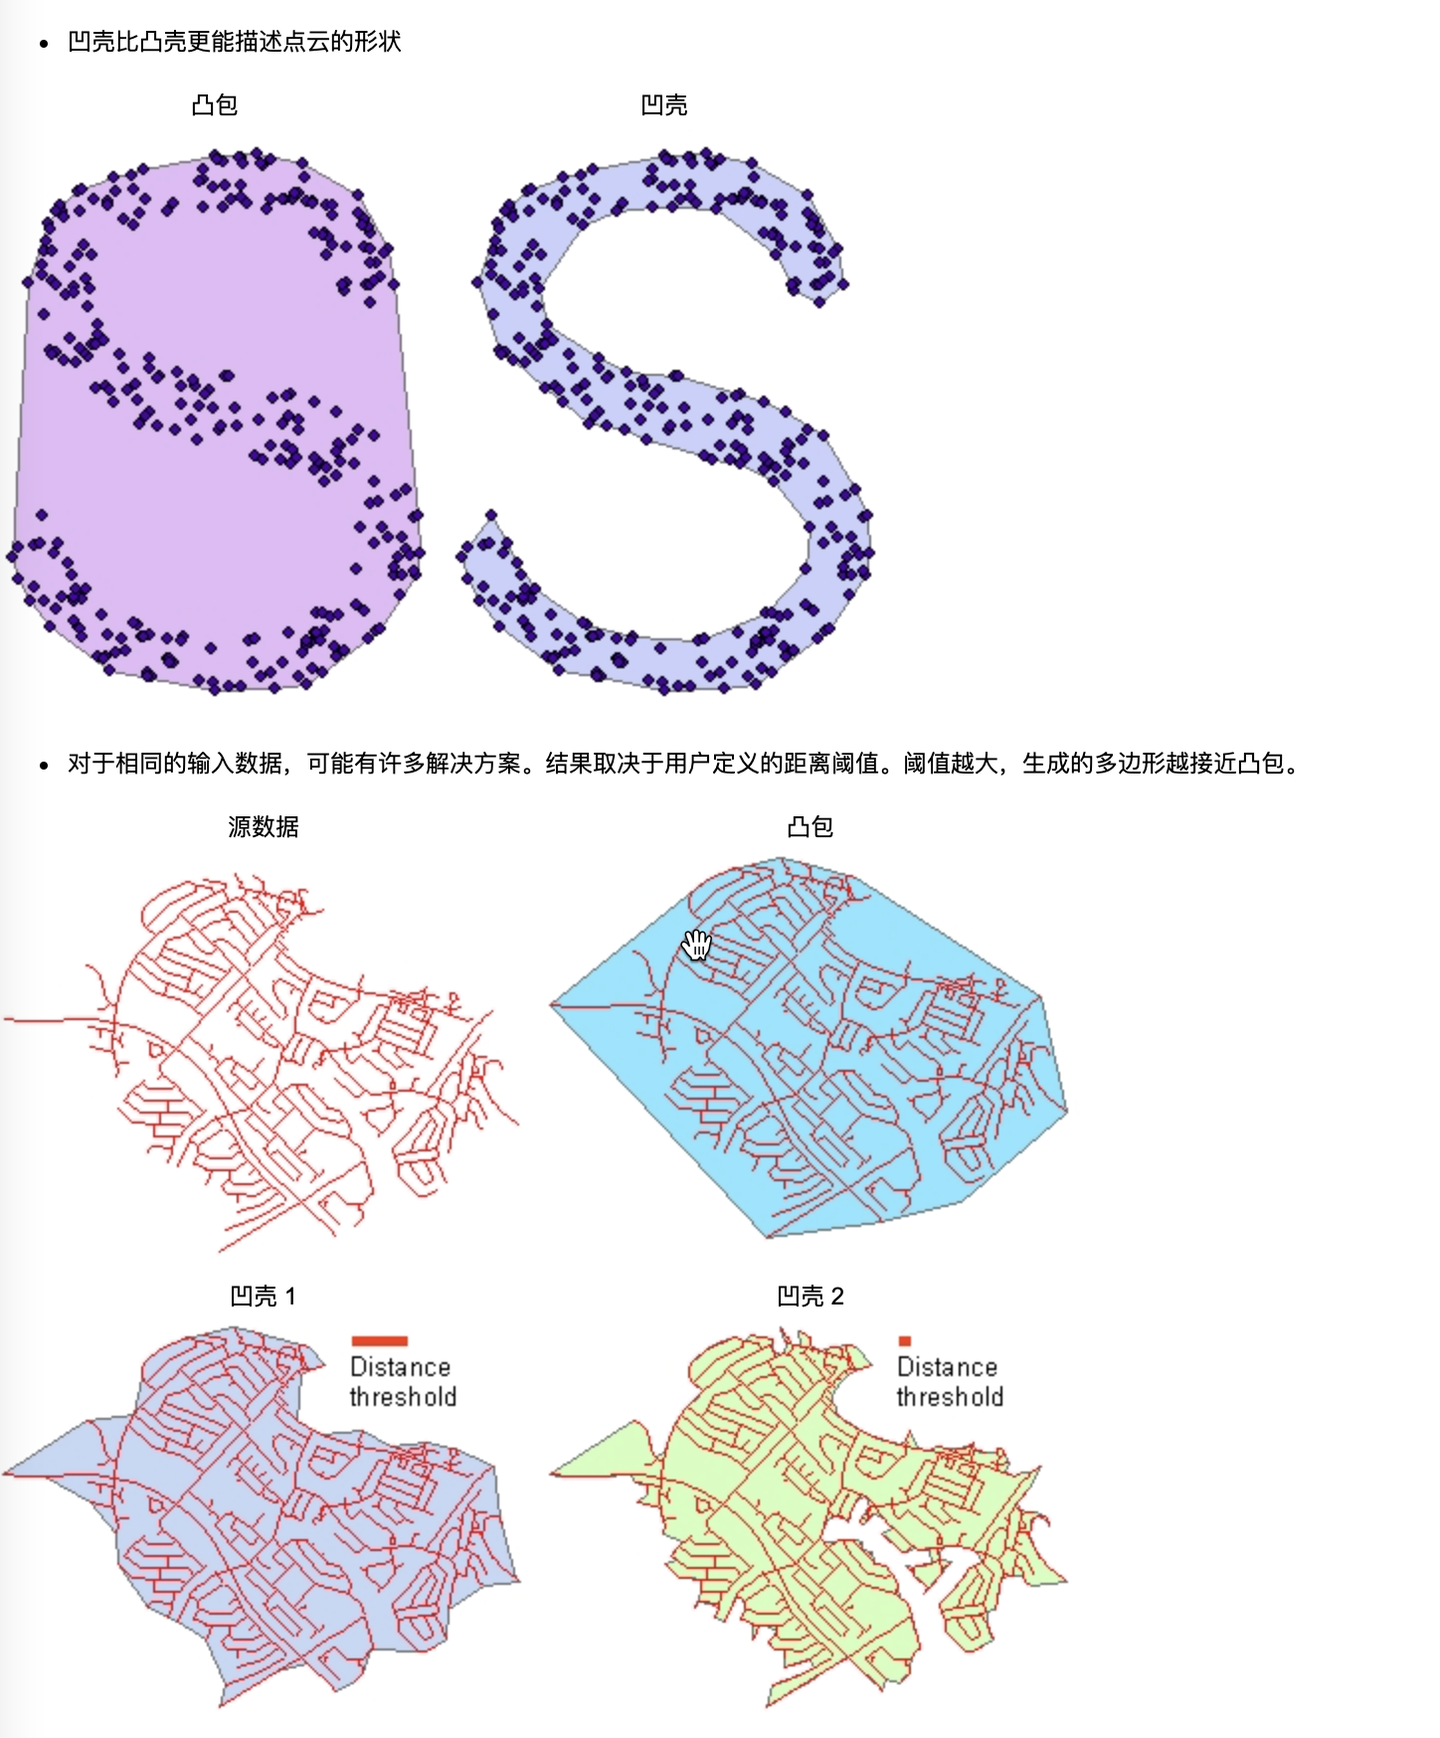 凹壳比凸壳更能描述点云的形状
凸包
凹壳
对于相同的输入数据，可能有许多解决方案。结果取决于用户定义的距离阈值。阈值越大，生成的多边形越接近凸包。
源数据
凸包
凹壳 1
凹壳 2
Distance
threshold
Distance
threshold